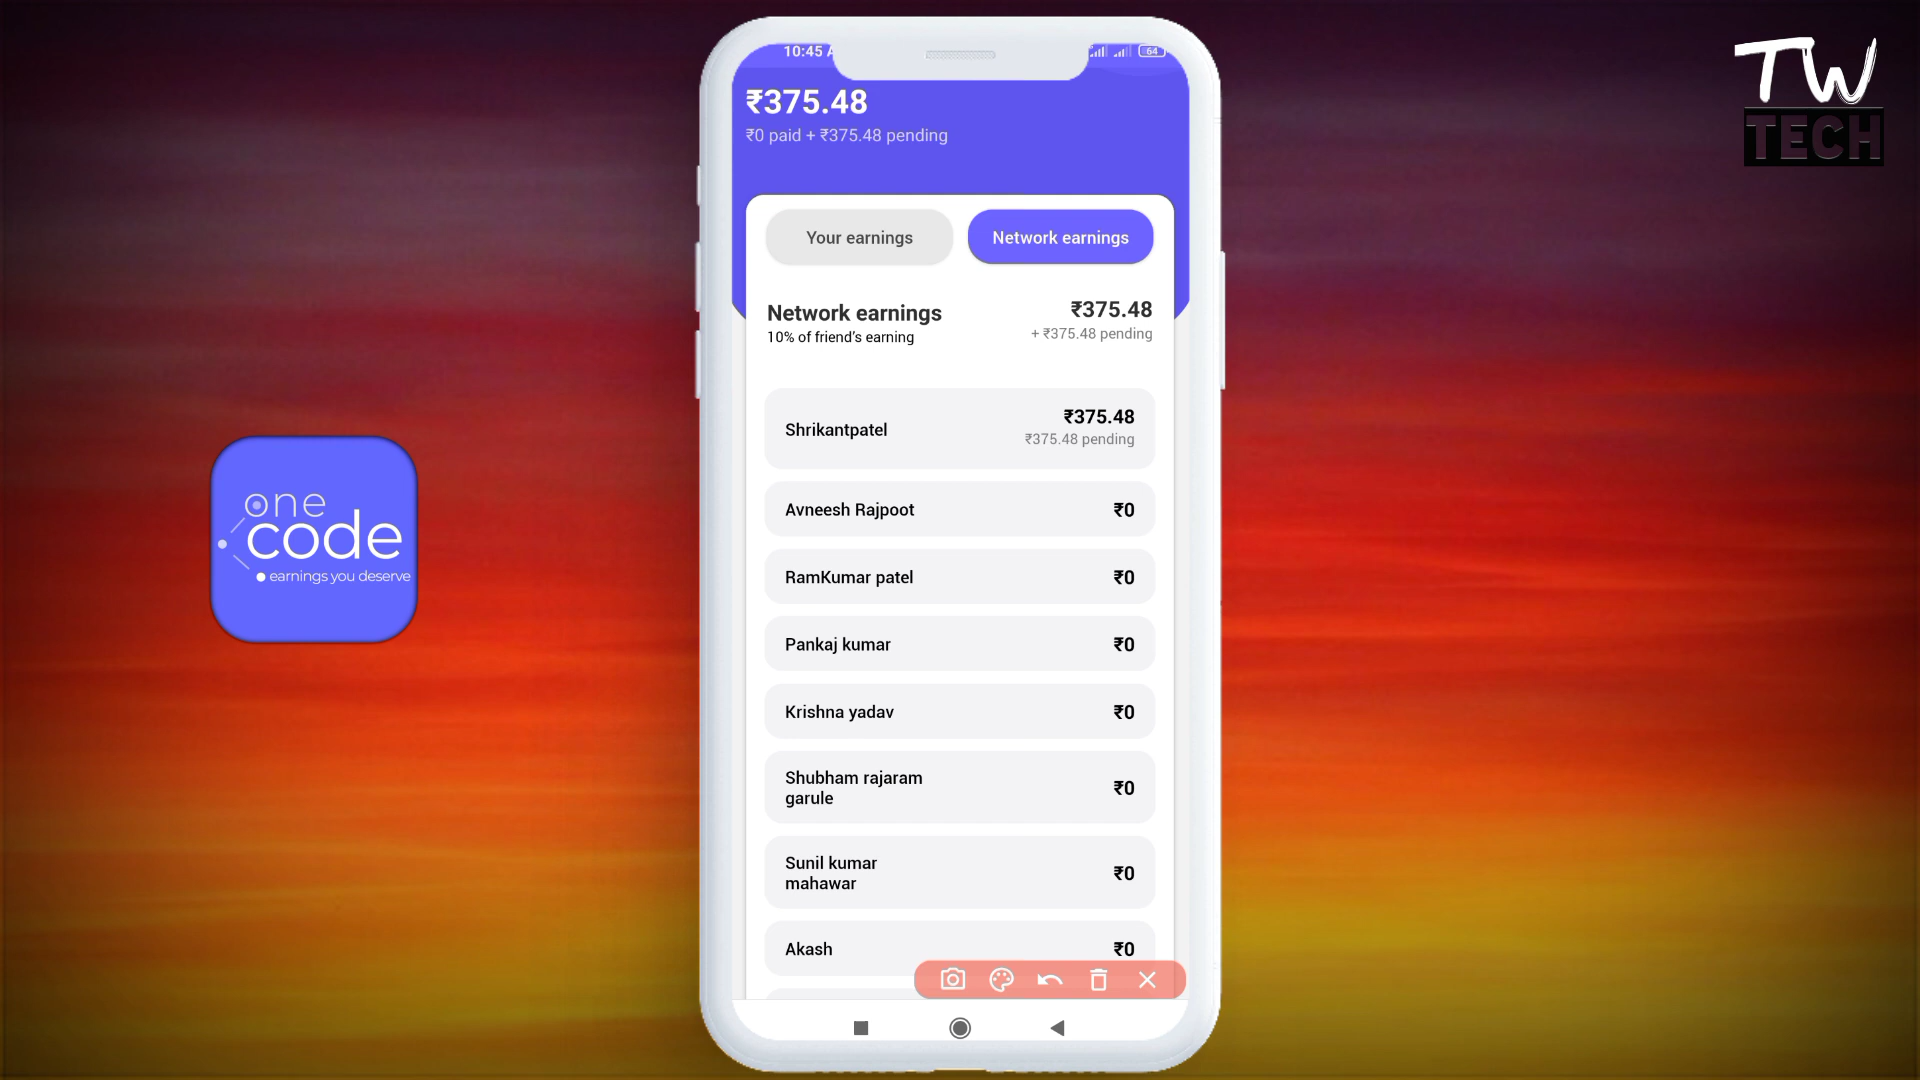 10:45
64
₹375.48
₹0 paid + ₹375.48 pending
Your earnings
Network earnings
Network earnings
₹375.48
10% of friend's earning
+ ₹375.48 pending
Shrikantpatel
₹375.48
₹375.48 pending
Avneesh Rajpoot
₹0
RamKumar patel
₹0
Pankaj kumar
₹0
Krishna yadav
₹0
Shubham rajaram
garule
₹0
Sunil kumar
mahawar
₹0
Akash
₹0
one
code
earnings you deserve
TW
TECH